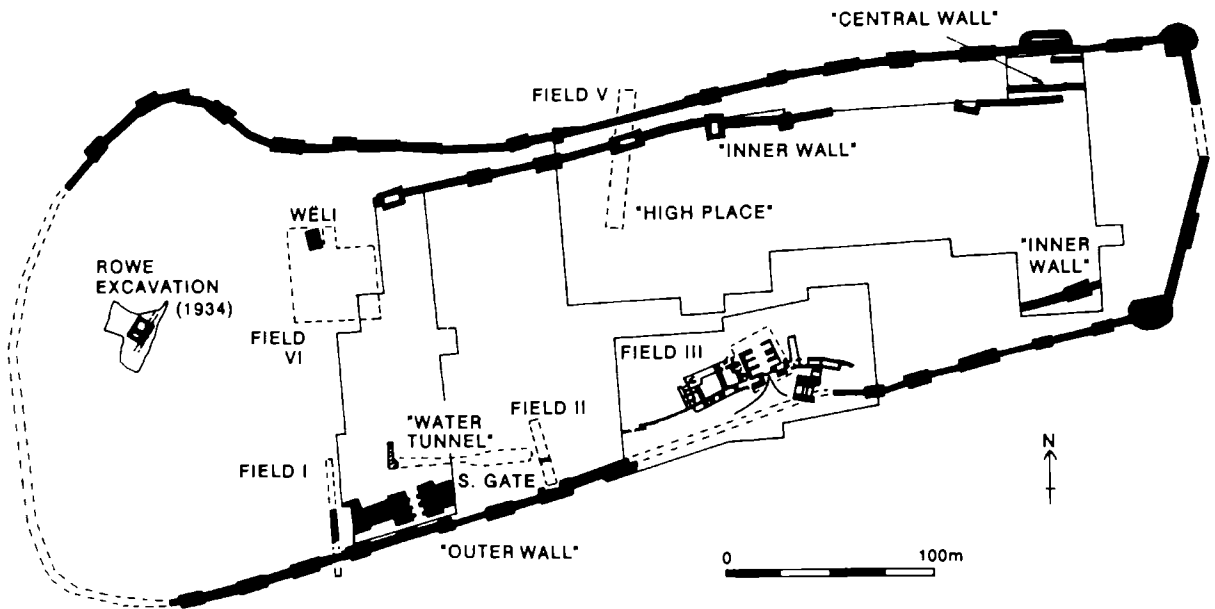 "CENTRAL WALL"
FIELD V
"INNER WALL"
WĒLI
"HIGH PLACE"
ROWE
EXCAVATION
(1934)
"INNER
WALL"
FIELD
VI
FIELD III
"WATER
TUNNEL"
FIELD II
FIELD I
S. GATE
N
"OUTER WALL"
0
100m